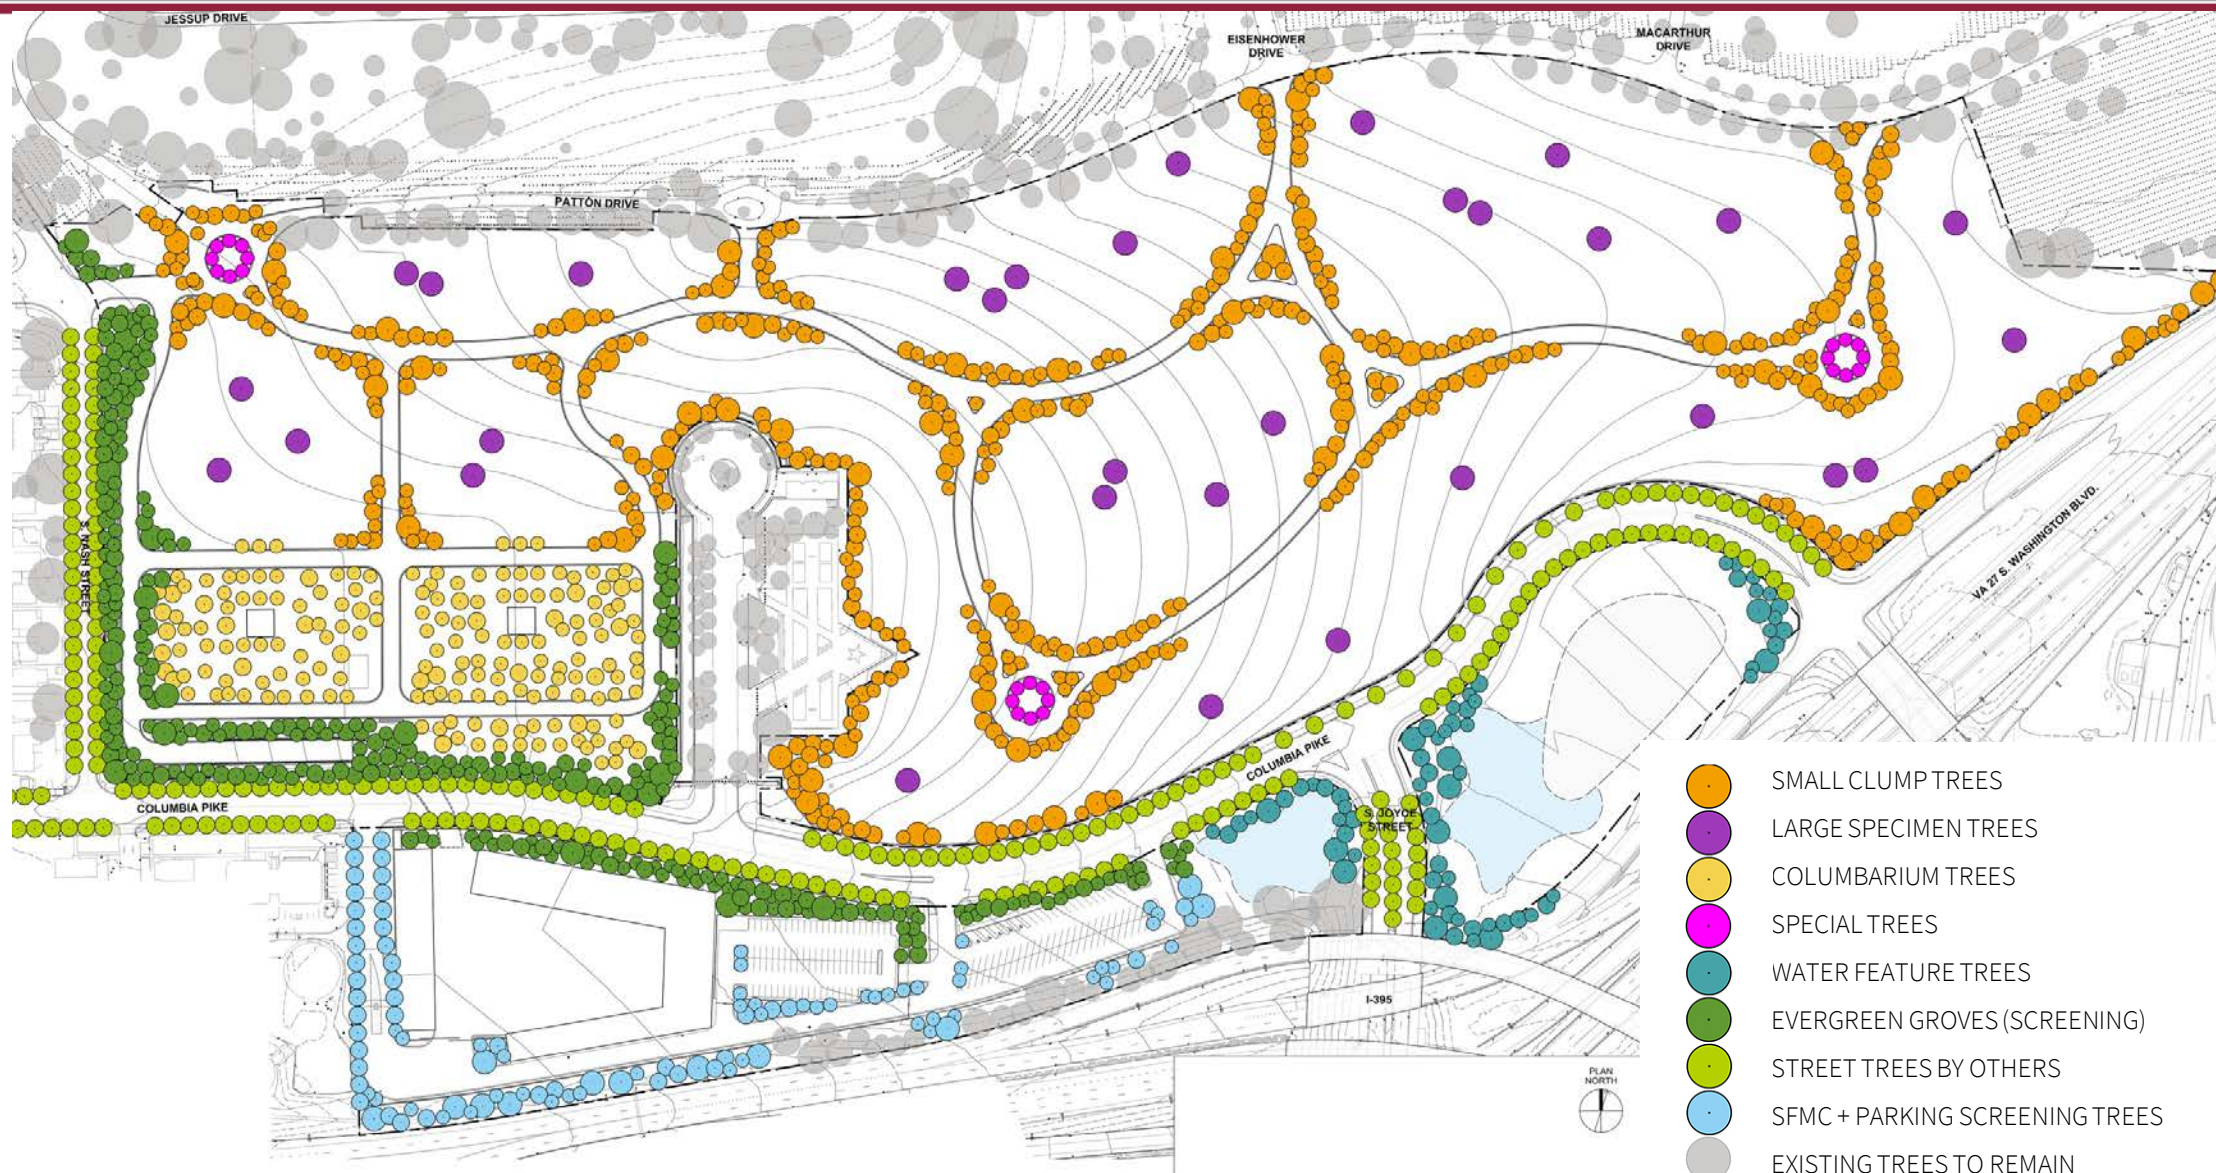 JESSUP DRIVE
EISENHOWER
DRIVE
MACARTHUR
DRIVE
PATTON DRIVE
S. NASH STREET
VA 27 S. WASHINGTON BLVD.
COLUMBIA PIKE
COLUMBIA PIKE
S. JOYCE
STREET
I-395
PLAN
NORTH
SMALL CLUMP TREES
LARGE SPECIMEN TREES
COLUMBARIUM TREES
SPECIAL TREES
WATER FEATURE TREES
EVERGREEN GROVES (SCREENING)
STREET TREES BY OTHERS
SFMC + PARKING SCREENING TREES
EXISTING TREES TO REMAIN